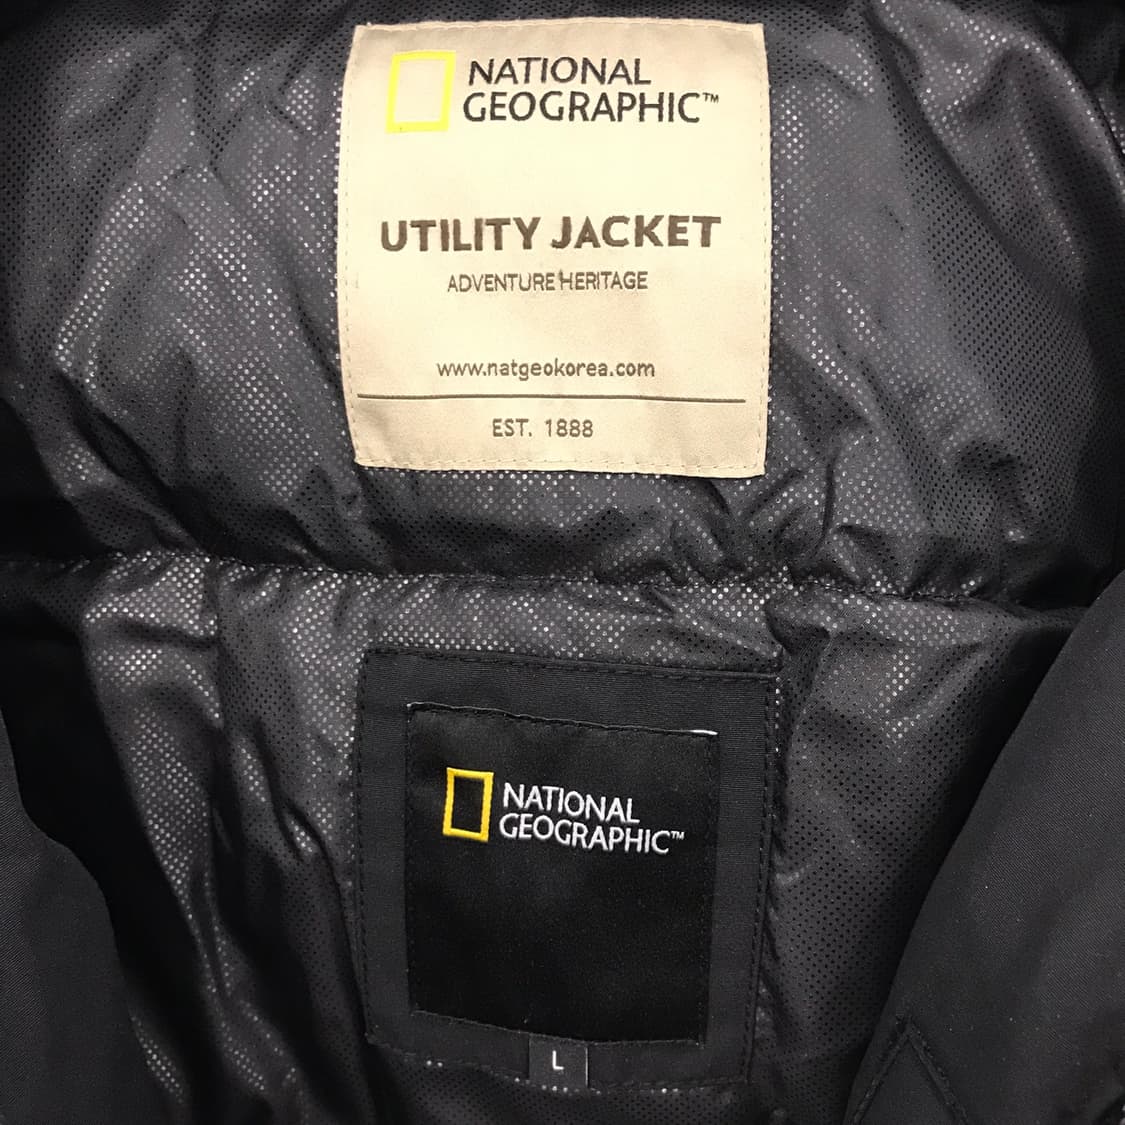 NATIONAL
GEOGRAPHIC™
UTILITY JACKET
ADVENTURE HERITAGE
www.natgeokorea.com
EST. 1888
NATIONAL
GEOGRAPHIC™
L